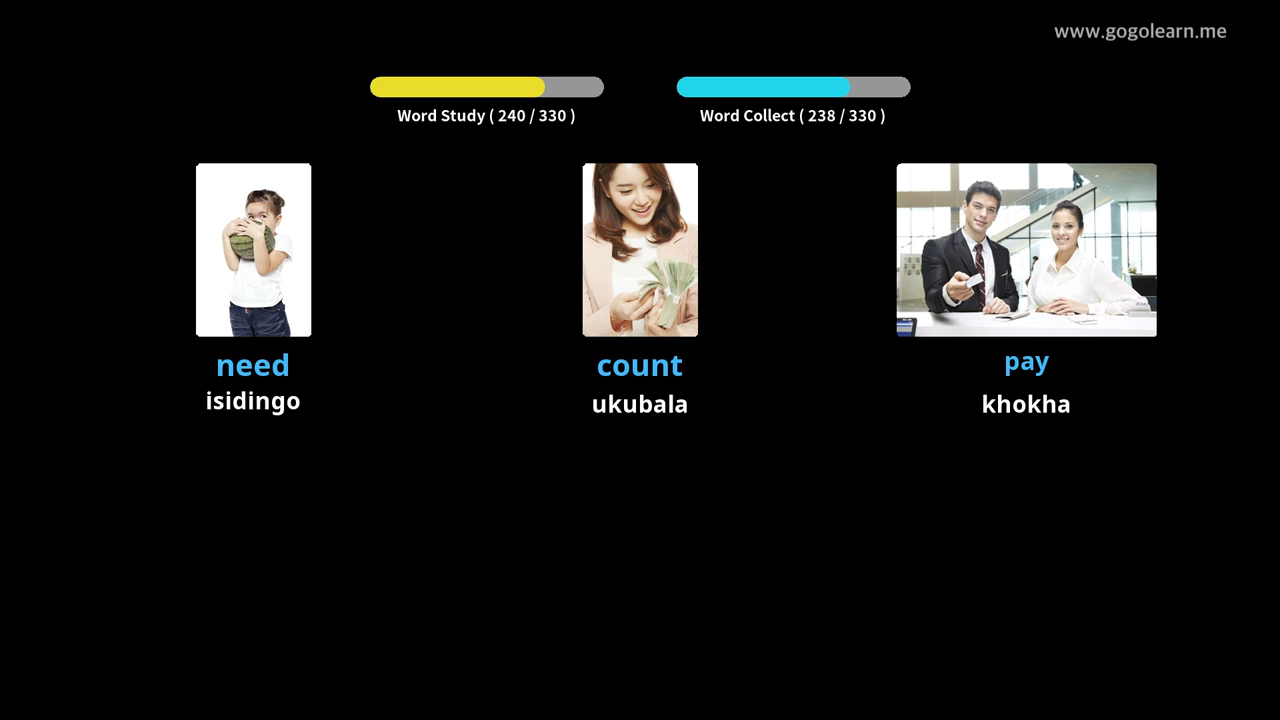 www.gogolearn.me
Word Study ( 240 / 330 )
Word Collect ( 238 / 330 )
need
isidingo
count
ukubala
pay
khokha